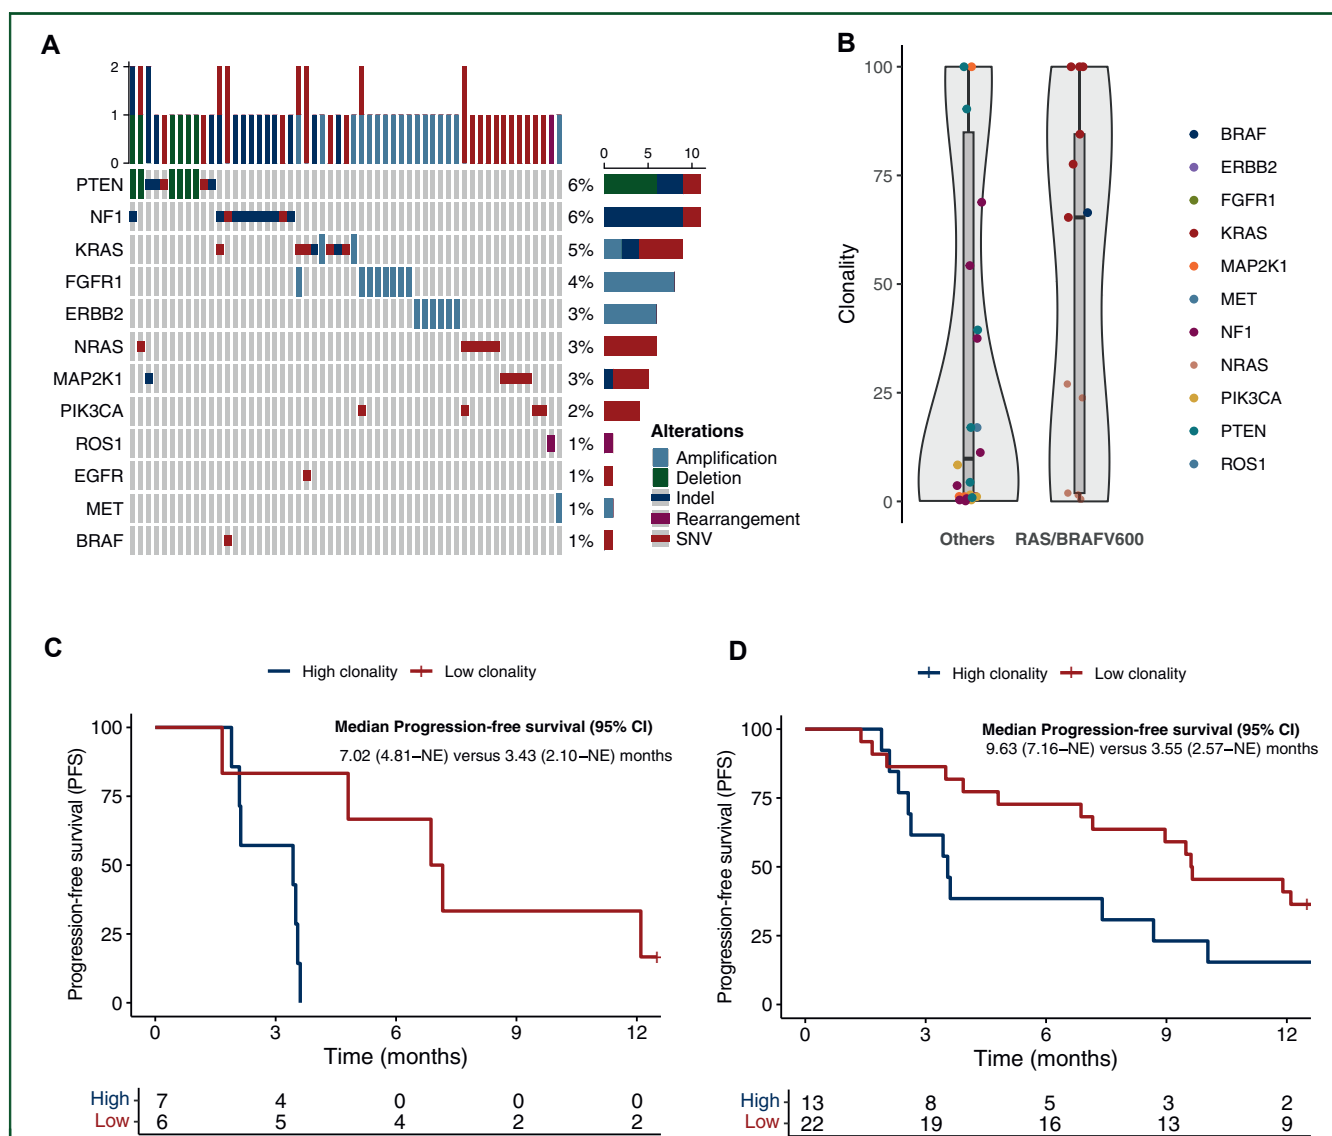 A
2
1
0
0 5 10
PTEN 6%
NF1 6%
KRAS 5%
FGFR1 4%
ERBB2 3%
NRAS 3%
MAP2K1 3%
PIK3CA 2%
ROS1 1%
EGFR 1%
MET 1%
BRAF 1%
Alterations
Amplification
Deletion
Indel
Rearrangement
SNV
B
Clonality
100
75
50
25
0
Others RAS/BRAFV600
BRAF
ERBB2
FGFR1
KRAS
MAP2K1
MET
NF1
NRAS
PIK3CA
PTEN
ROS1
C
High clonality Low clonality
Median Progression-free survival (95% CI)
7.02 (4.81–NE) versus 3.43 (2.10–NE) months
Progression-free survival (PFS)
100
75
50
25
0
0 3 6 9 12
Time (months)
High 7 4 0 0 0
Low 6 5 4 2 2
D
High clonality Low clonality
Median Progression-free survival (95% CI)
9.63 (7.16–NE) versus 3.55 (2.57–NE) months
Progression-free survival (PFS)
100
75
50
25
0
0 3 6 9 12
Time (months)
High 13 8 5 3 2
Low 22 19 16 13 9